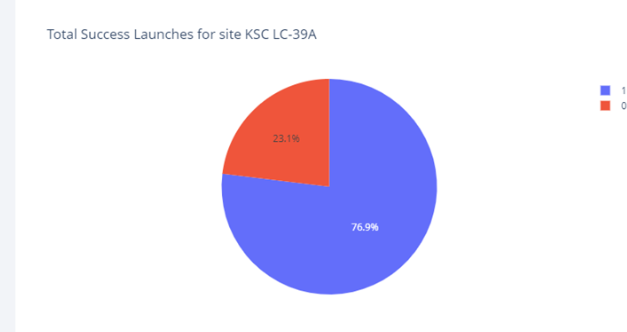 Total Success Launches for site KSC LC-39A
1
0
23.1%
76.9%